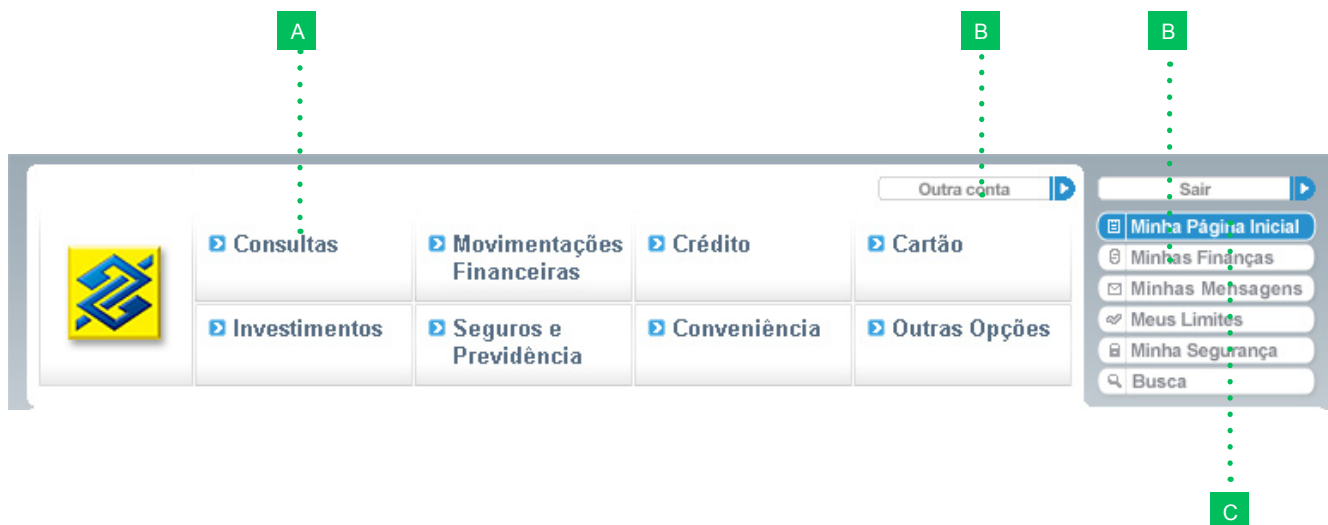 A
B
B
Outra conta
Sair
Consultas
Movimentações
Financeiras
Crédito
Cartão
Investimentos
Seguros e
Previdência
Conveniência
Outras Opções
Minha Página Inicial
Minhas Finanças
Minhas Mensagens
Meus Limites
Minha Segurança
Busca
C